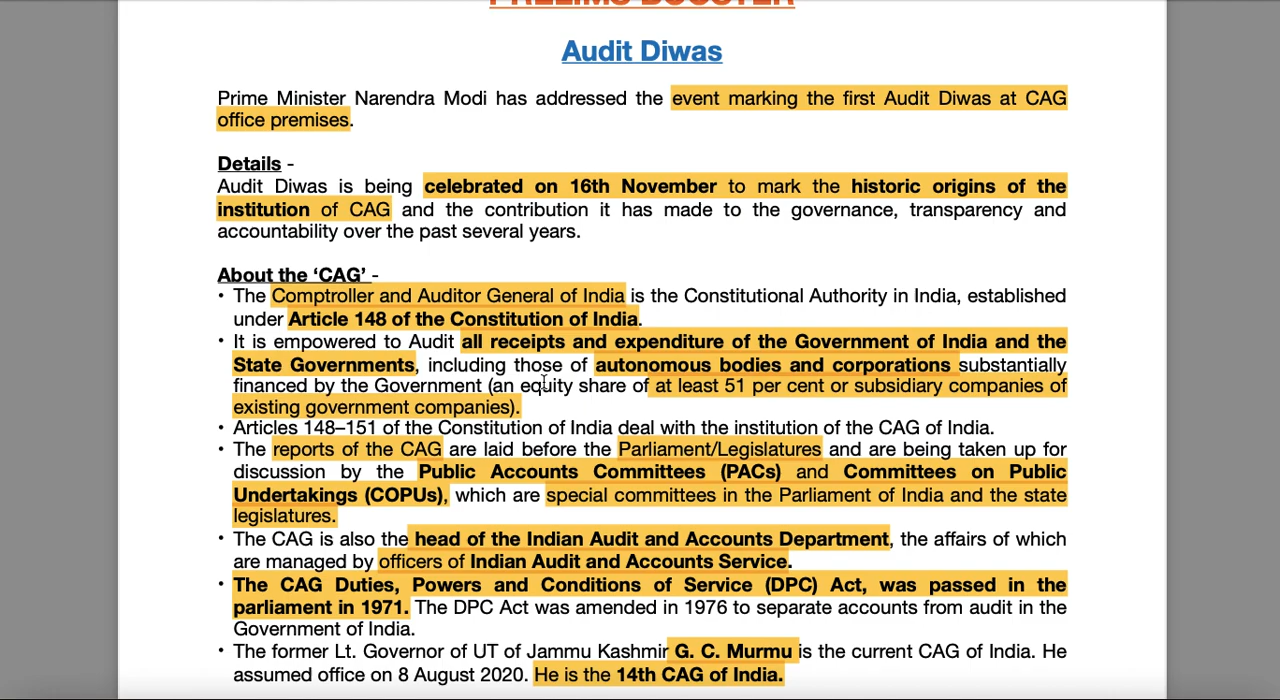 PRELIMS BOOSTER
Audit Diwas
Prime Minister Narendra Modi has addressed the event marking the first Audit Diwas at CAG
office premises.
Details -
Audit Diwas is being celebrated on 16th November to mark the historic origins of the
institution of CAG and the contribution it has made to the governance, transparency and
accountability over the past several years.
About the ‘CAG’ -
• The Comptroller and Auditor General of India is the Constitutional Authority in India, established
under Article 148 of the Constitution of India.
• It is empowered to Audit all receipts and expenditure of the Government of India and the
State Governments, including those of autonomous bodies and corporations substantially
financed by the Government (an equity share of at least 51 per cent or subsidiary companies of
existing government companies).
• Articles 148–151 of the Constitution of India deal with the institution of the CAG of India.
• The reports of the CAG are laid before the Parliament/Legislatures and are being taken up for
discussion by the Public Accounts Committees (PACs) and Committees on Public
Undertakings (COPUs), which are special committees in the Parliament of India and the state
legislatures.
• The CAG is also the head of the Indian Audit and Accounts Department, the affairs of which
are managed by officers of Indian Audit and Accounts Service.
• The CAG Duties, Powers and Conditions of Service (DPC) Act, was passed in the
parliament in 1971. The DPC Act was amended in 1976 to separate accounts from audit in the
Government of India.
• The former Lt. Governor of UT of Jammu Kashmir G. C. Murmu is the current CAG of India. He
assumed office on 8 August 2020. He is the 14th CAG of India.